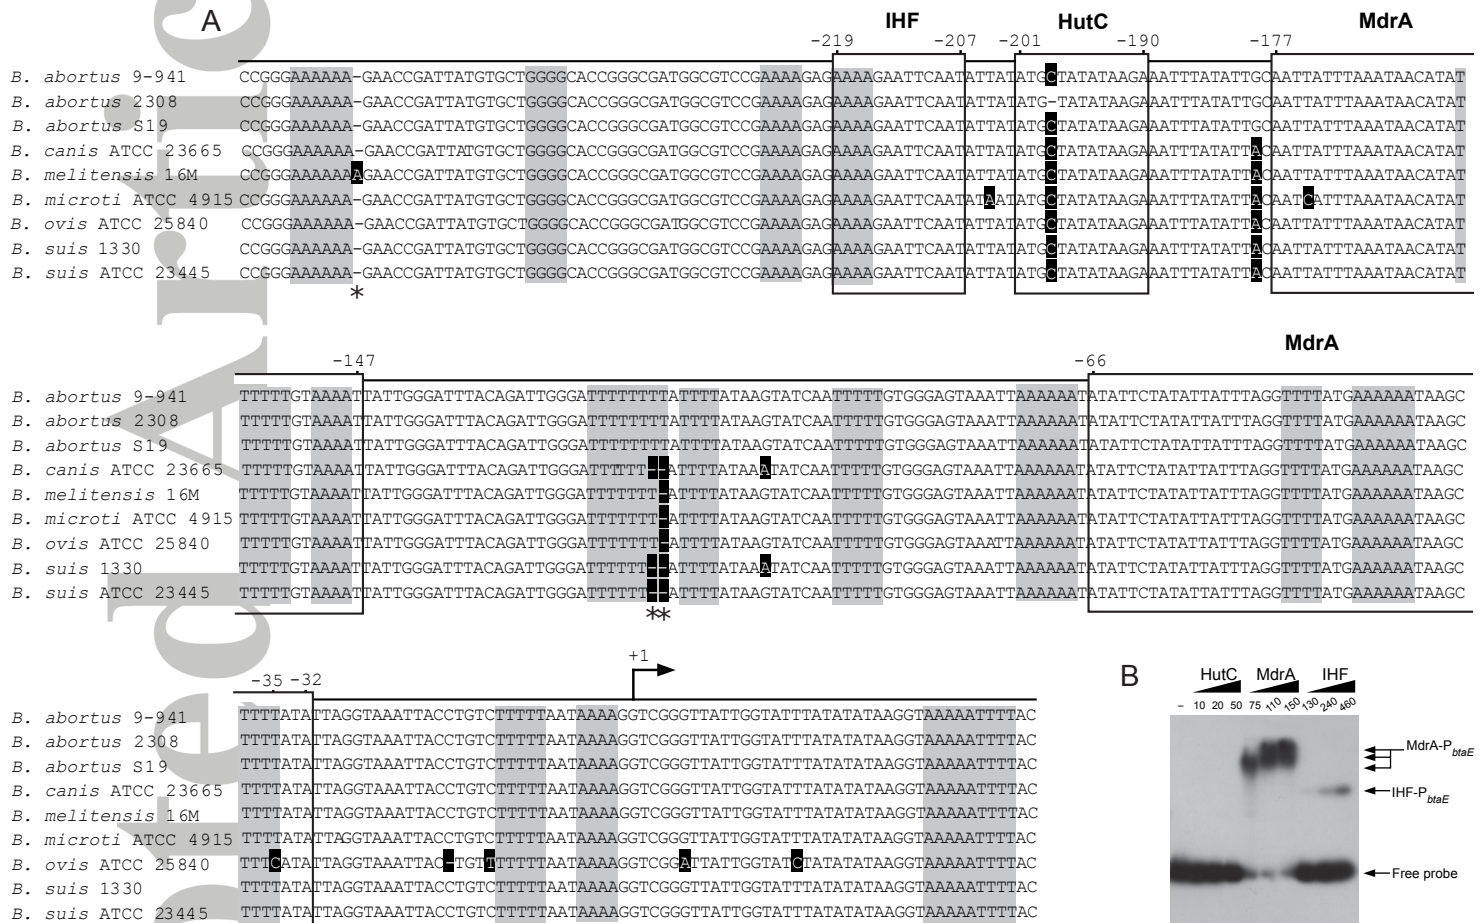 A
IHF HutC MdrA
-219 -207 -201 -190 -177
B. abortus 9-941 CCGGGAAAAAA-GAACCGATTATGTGCTGGGGCACCGGGCGATGGCGTCCGAAAAGAGAAAAGAATTCAATATTATATGCTATATAAGAAATTTATATTGCAATTATTTAAATAACATAT
B. abortus 2308 CCGGGAAAAAA-GAACCGATTATGTGCTGGGGCACCGGGCGATGGCGTCCGAAAAGAGAAAAGAATTCAATATTATATG-TATATAAGAAATTTATATTGCAATTATTTAAATAACATAT
B. abortus S19 CCGGGAAAAAA-GAACCGATTATGTGCTGGGGCACCGGGCGATGGCGTCCGAAAAGAGAAAAGAATTCAATATTATATGCTATATAAGAAATTTATATTGCAATTATTTAAATAACATAT
B. canis ATCC 23665 CCGGGAAAAAA-GAACCGATTATGTGCTGGGGCACCGGGCGATGGCGTCCGAAAAGAGAAAAGAATTCAATATTATATGCTATATAAGAAATTTATATTACAATTATTTAAATAACATAT
B. melitensis 16M CCGGGAAAAAAAGAACCGATTATGTGCTGGGGCACCGGGCGATGGCGTCCGAAAAGAGAAAAGAATTCAATATTATATGCTATATAAGAAATTTATATTACAATTATTTAAATAACATAT
B. microti ATCC 4915 CCGGGAAAAAA-GAACCGATTATGTGCTGGGGCACCGGGCGATGGCGTCCGAAAAGAGAAAAGAATTCAATATAATATGCTATATAAGAAATTTATATTACAATCATTTAAATAACATAT
B. ovis ATCC 25840 CCGGGAAAAAA-GAACCGATTATGTGCTGGGGCACCGGGCGATGGCGTCCGAAAAGAGAAAAGAATTCAATATTATATGCTATATAAGAAATTTATATTACAATTATTTAAATAACATAT
B. suis 1330 CCGGGAAAAAA-GAACCGATTATGTGCTGGGGCACCGGGCGATGGCGTCCGAAAAGAGAAAAGAATTCAATATTATATGCTATATAAGAAATTTATATTACAATTATTTAAATAACATAT
B. suis ATCC 23445 CCGGGAAAAAA-GAACCGATTATGTGCTGGGGCACCGGGCGATGGCGTCCGAAAAGAGAAAAGAATTCAATATTATATGCTATATAAGAAATTTATATTACAATTATTTAAATAACATAT
*
MdrA
-147 -66
B. abortus 9-941 TTTTTGTAAAATTATTGGGATTTACAGATTGGGATTTTTTTTATTTTATAAGTATCAATTTTTGTGGGAGTAAATTAAAAAATATATTCTATATTATTTAGGTTTTATGAAAAAATAAGC
B. abortus 2308 TTTTTGTAAAATTATTGGGATTTACAGATTGGGATTTTTTTTATTTTATAAGTATCAATTTTTGTGGGAGTAAATTAAAAAATATATTCTATATTATTTAGGTTTTATGAAAAAATAAGC
B. abortus S19 TTTTTGTAAAATTATTGGGATTTACAGATTGGGATTTTTTTTATTTTATAAGTATCAATTTTTGTGGGAGTAAATTAAAAAATATATTCTATATTATTTAGGTTTTATGAAAAAATAAGC
B. canis ATCC 23665 TTTTTGTAAAATTATTGGGATTTACAGATTGGGATTTTTT--ATTTTATAAATATCAATTTTTGTGGGAGTAAATTAAAAAATATATTCTATATTATTTAGGTTTTATGAAAAAATAAGC
B. melitensis 16M TTTTTGTAAAATTATTGGGATTTACAGATTGGGATTTTTTT-ATTTTATAAGTATCAATTTTTGTGGGAGTAAATTAAAAAATATATTCTATATTATTTAGGTTTTATGAAAAAATAAGC
B. microti ATCC 4915 TTTTTGTAAAATTATTGGGATTTACAGATTGGGATTTTTTT-ATTTTATAAGTATCAATTTTTGTGGGAGTAAATTAAAAAATATATTCTATATTATTTAGGTTTTATGAAAAAATAAGC
B. ovis ATCC 25840 TTTTTGTAAAATTATTGGGATTTACAGATTGGGATTTTTTT-ATTTTATAAGTATCAATTTTTGTGGGAGTAAATTAAAAAATATATTCTATATTATTTAGGTTTTATGAAAAAATAAGC
B. suis 1330 TTTTTGTAAAATTATTGGGATTTACAGATTGGGATTTTTT--ATTTTATAAATATCAATTTTTGTGGGAGTAAATTAAAAAATATATTCTATATTATTTAGGTTTTATGAAAAAATAAGC
B. suis ATCC 23445 TTTTTGTAAAATTATTGGGATTTACAGATTGGGATTTTTT--ATTTTATAAGTATCAATTTTTGTGGGAGTAAATTAAAAAATATATTCTATATTATTTAGGTTTTATGAAAAAATAAGC
**
+1
-35 -32
B. abortus 9-941 TTTTATATTAGGTAAATTACCTGTCTTTTTAATAAAAGGTCGGGTTATTGGTATTTATATATAAGGTAAAAATTTTAC
B. abortus 2308 TTTTATATTAGGTAAATTACCTGTCTTTTTAATAAAAGGTCGGGTTATTGGTATTTATATATAAGGTAAAAATTTTAC
B. abortus S19 TTTTATATTAGGTAAATTACCTGTCTTTTTAATAAAAGGTCGGGTTATTGGTATTTATATATAAGGTAAAAATTTTAC
B. canis ATCC 23665 TTTTATATTAGGTAAATTACCTGTCTTTTTAATAAAAGGTCGGGTTATTGGTATTTATATATAAGGTAAAAATTTTAC
B. melitensis 16M TTTTATATTAGGTAAATTACCTGTCTTTTTAATAAAAGGTCGGGTTATTGGTATTTATATATAAGGTAAAAATTTTAC
B. microti ATCC 4915 TTTTATATTAGGTAAATTACCTGTCTTTTTAATAAAAGGTCGGGTTATTGGTATTTATATATAAGGTAAAAATTTTAC
B. ovis ATCC 25840 TTTCATATTAGGTAAATTAC-TGTTTTTTTAATAAAAGGTCGGATTATTGGTATCTATATATAAGGTAAAAATTTTAC
B. suis 1330 TTTTATATTAGGTAAATTACCTGTCTTTTTAATAAAAGGTCGGGTTATTGGTATTTATATATAAGGTAAAAATTTTAC
B. suis ATCC 23445 TTTTATATTAGGTAAATTACCTGTCTTTTTAATAAAAGGTCGGGTTATTGGTATTTATATATAAGGTAAAAATTTTAC
B
HutC MdrA IHF
– 10 20 50 75 110 150 130 240 460
MdrA-PbtaE
IHF-PbtaE
Free probe